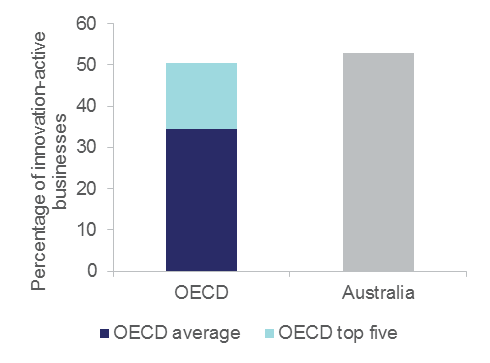 60
50
40
30
20
10
0
Percentage of innovation-active
businesses
OECD
Australia
OECD average
OECD top five